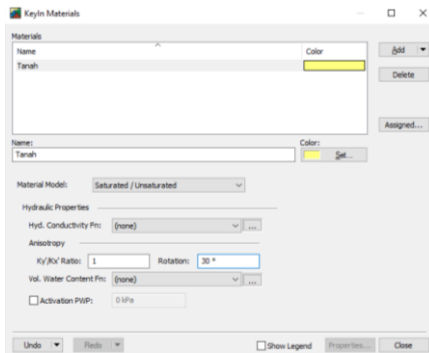 KeyIn Materials
Materials
Name Color
Tanah
Add
Delete
Assigned...
Name: Color:
Tanah Set...
Material Model: Saturated / Unsaturated
Hydraulic Properties
Hyd. Conductivity Fn: (none) ...
Anisotropy
Ky'/Kx' Ratio: 1 Rotation: 30 °
Vol. Water Content Fn: (none) ...
Activation PWP: 0 kPa
Undo Redo Show Legend Properties... Close